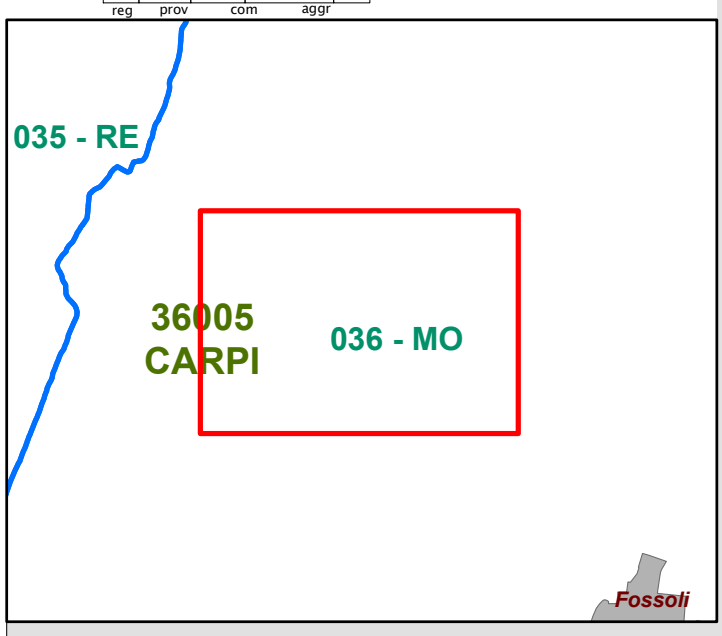 reg prov com aggr
035 - RE
36005
CARPI
036 - MO
Fossoli